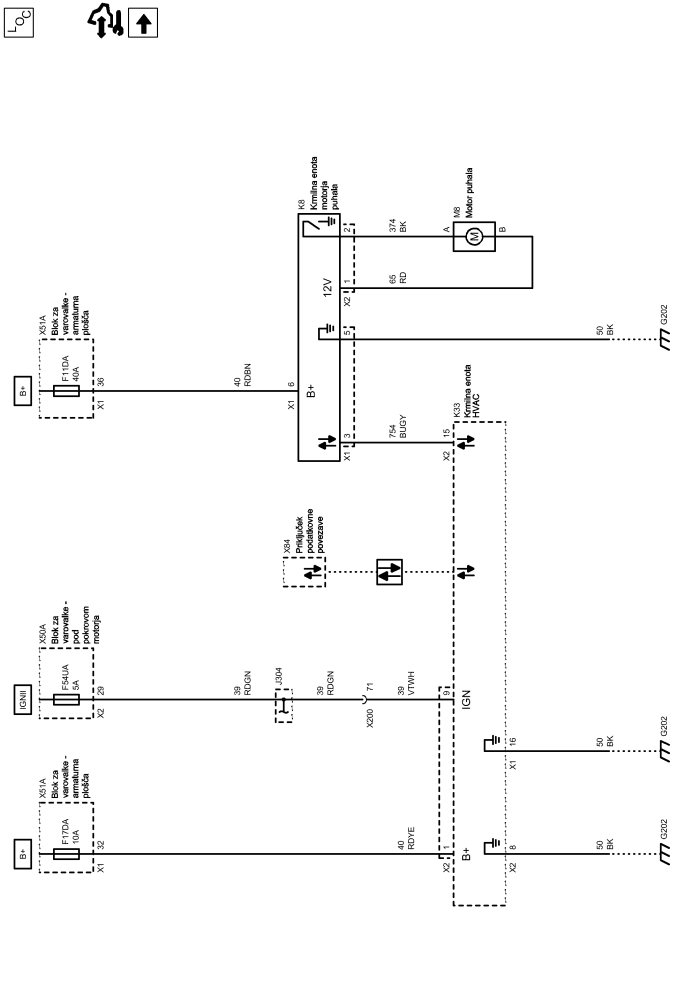 LOC
B+
X51A
Blok za
varovalke -
armaturna
plošča
F17DA
10A
X1
32
40
RDYE
X2
1
B+
X2
8
50
BK
G202
IGNII
X50A
Blok za
varovalke -
pod
pokrovom
motorja
F54UA
5A
X2
29
39
RDGN
J304
39
RDGN
X200
71
39
VTWH
9
IGN
X1
16
50
BK
G202
X84
Priključek
podatkovne
povezave
B+
X51A
Blok za
varovalke -
armaturna
plošča
F11DA
40A
X1
36
40
RDBN
X1
6
B+
12V
K8
Krmilna enota
motorja
puhala
X1
3
5
X2
1
2
754
BUGY
X2
15
K33
Krmilna enota
HVAC
65
RD
374
BK
M8
Motor puhala
A
M
B
50
BK
G202